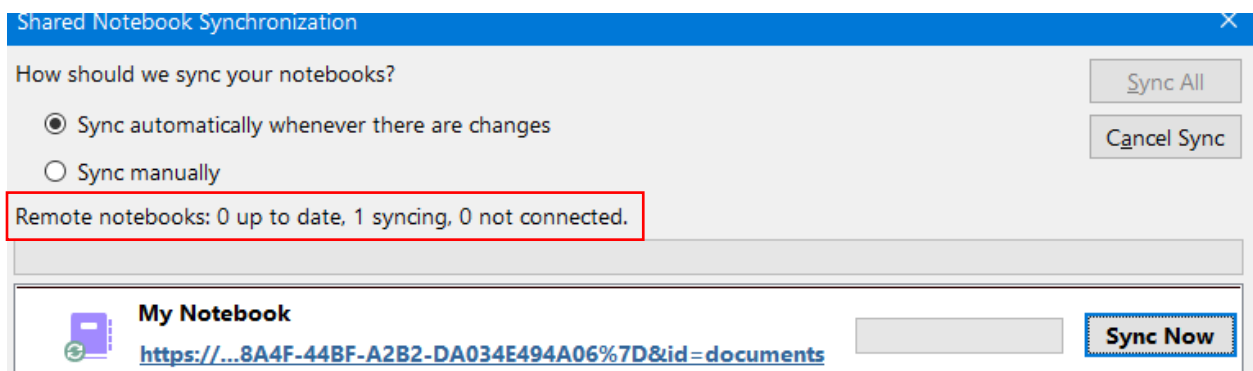 Shared Notebook Synchronization
How should we sync your notebooks?
Sync All
Sync automatically whenever there are changes
Cancel Sync
Sync manually
Remote notebooks: 0 up to date, 1 syncing, 0 not connected.
My Notebook
https://...8A4F-44BF-A2B2-DA034E494A06%7D&id=documents
Sync Now